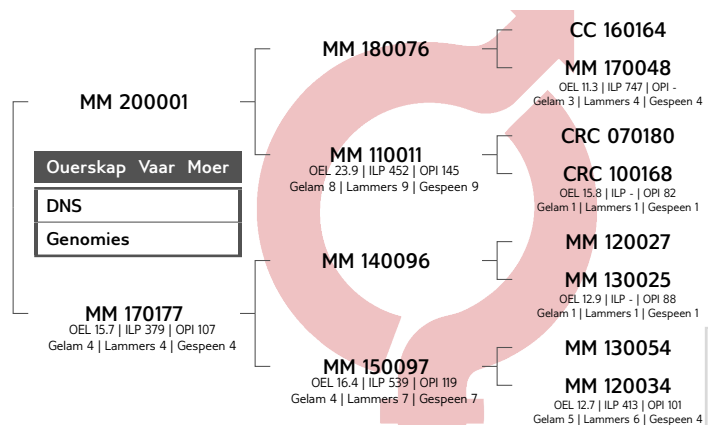 CC 160164
MM 180076
MM 170048
OEL 11.3 | ILP 747 | OPI -
Gelam 3 | Lammers 4 | Gespeen 4
MM 200001
CRC 070180
MM 110011
OEL 23.9 | ILP 452 | OPI 145
Gelam 8 | Lammers 9 | Gespeen 9
CRC 100168
OEL 15.8 | ILP - | OPI 82
Gelam 1 | Lammers 1 | Gespeen 1
Ouerskap Vaar Moer
DNS
Genomies
MM 120027
MM 140096
MM 130025
OEL 12.9 | ILP - | OPI 88
Gelam 1 | Lammers 1 | Gespeen 1
MM 170177
OEL 15.7 | ILP 379 | OPI 107
Gelam 4 | Lammers 4 | Gespeen 4
MM 130054
MM 150097
OEL 16.4 | ILP 539 | OPI 119
Gelam 4 | Lammers 7 | Gespeen 7
MM 120034
OEL 12.7 | ILP 413 | OPI 101
Gelam 5 | Lammers 6 | Gespeen 4